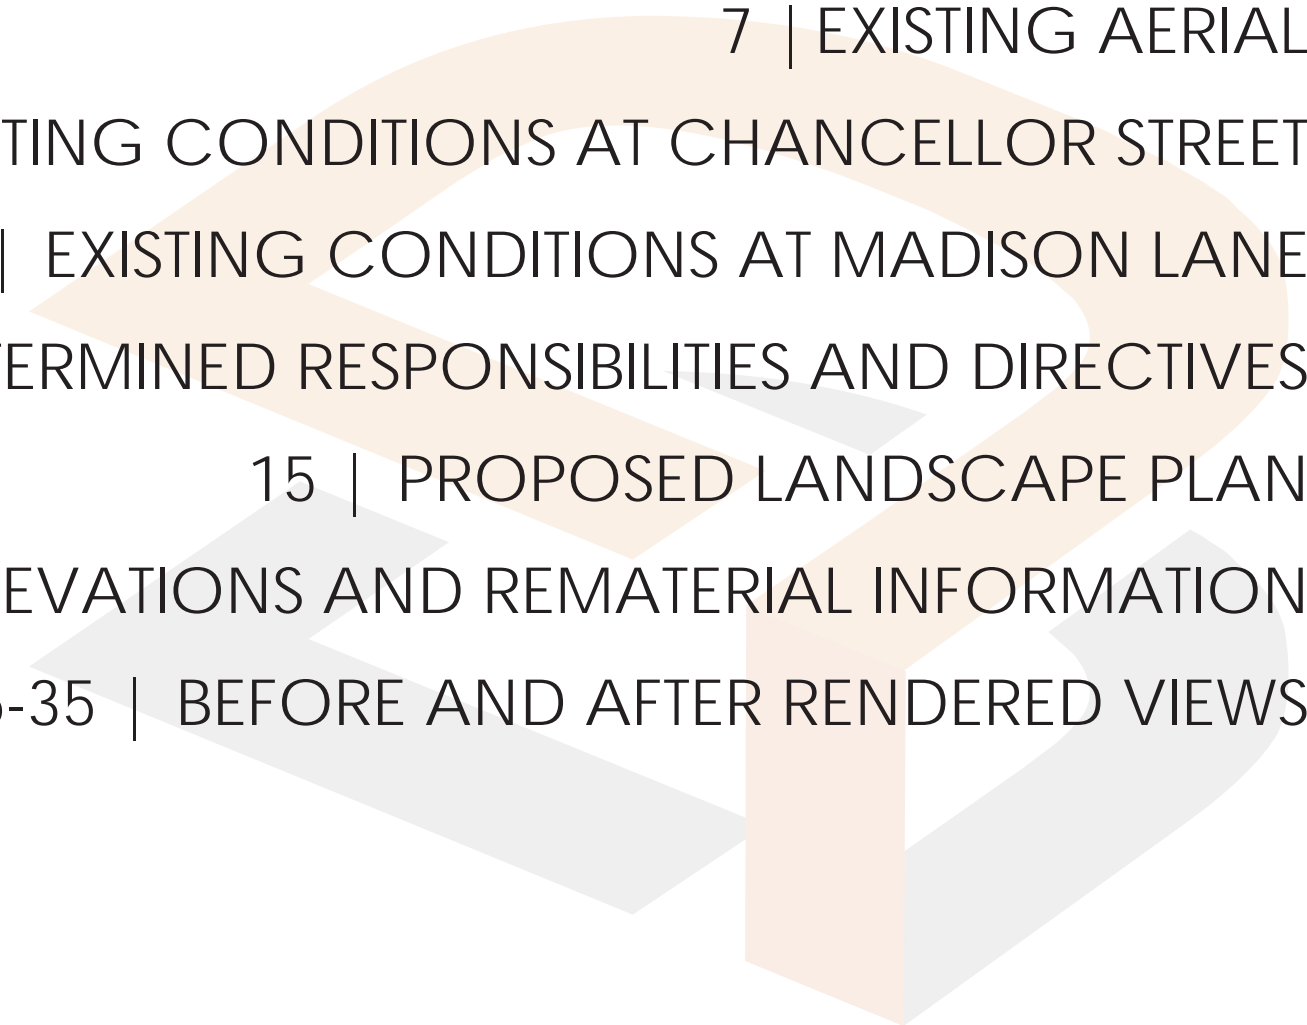 7 | EXISTING AERIAL
TING CONDITIONS AT CHANCELLOR STREET
| EXISTING CONDITIONS AT MADISON LANE
ERMINED RESPONSIBILITIES AND DIRECTIVES
15 | PROPOSED LANDSCAPE PLAN
EVATIONS AND REMATERIAL INFORMATION
-35 | BEFORE AND AFTER RENDERED VIEWS